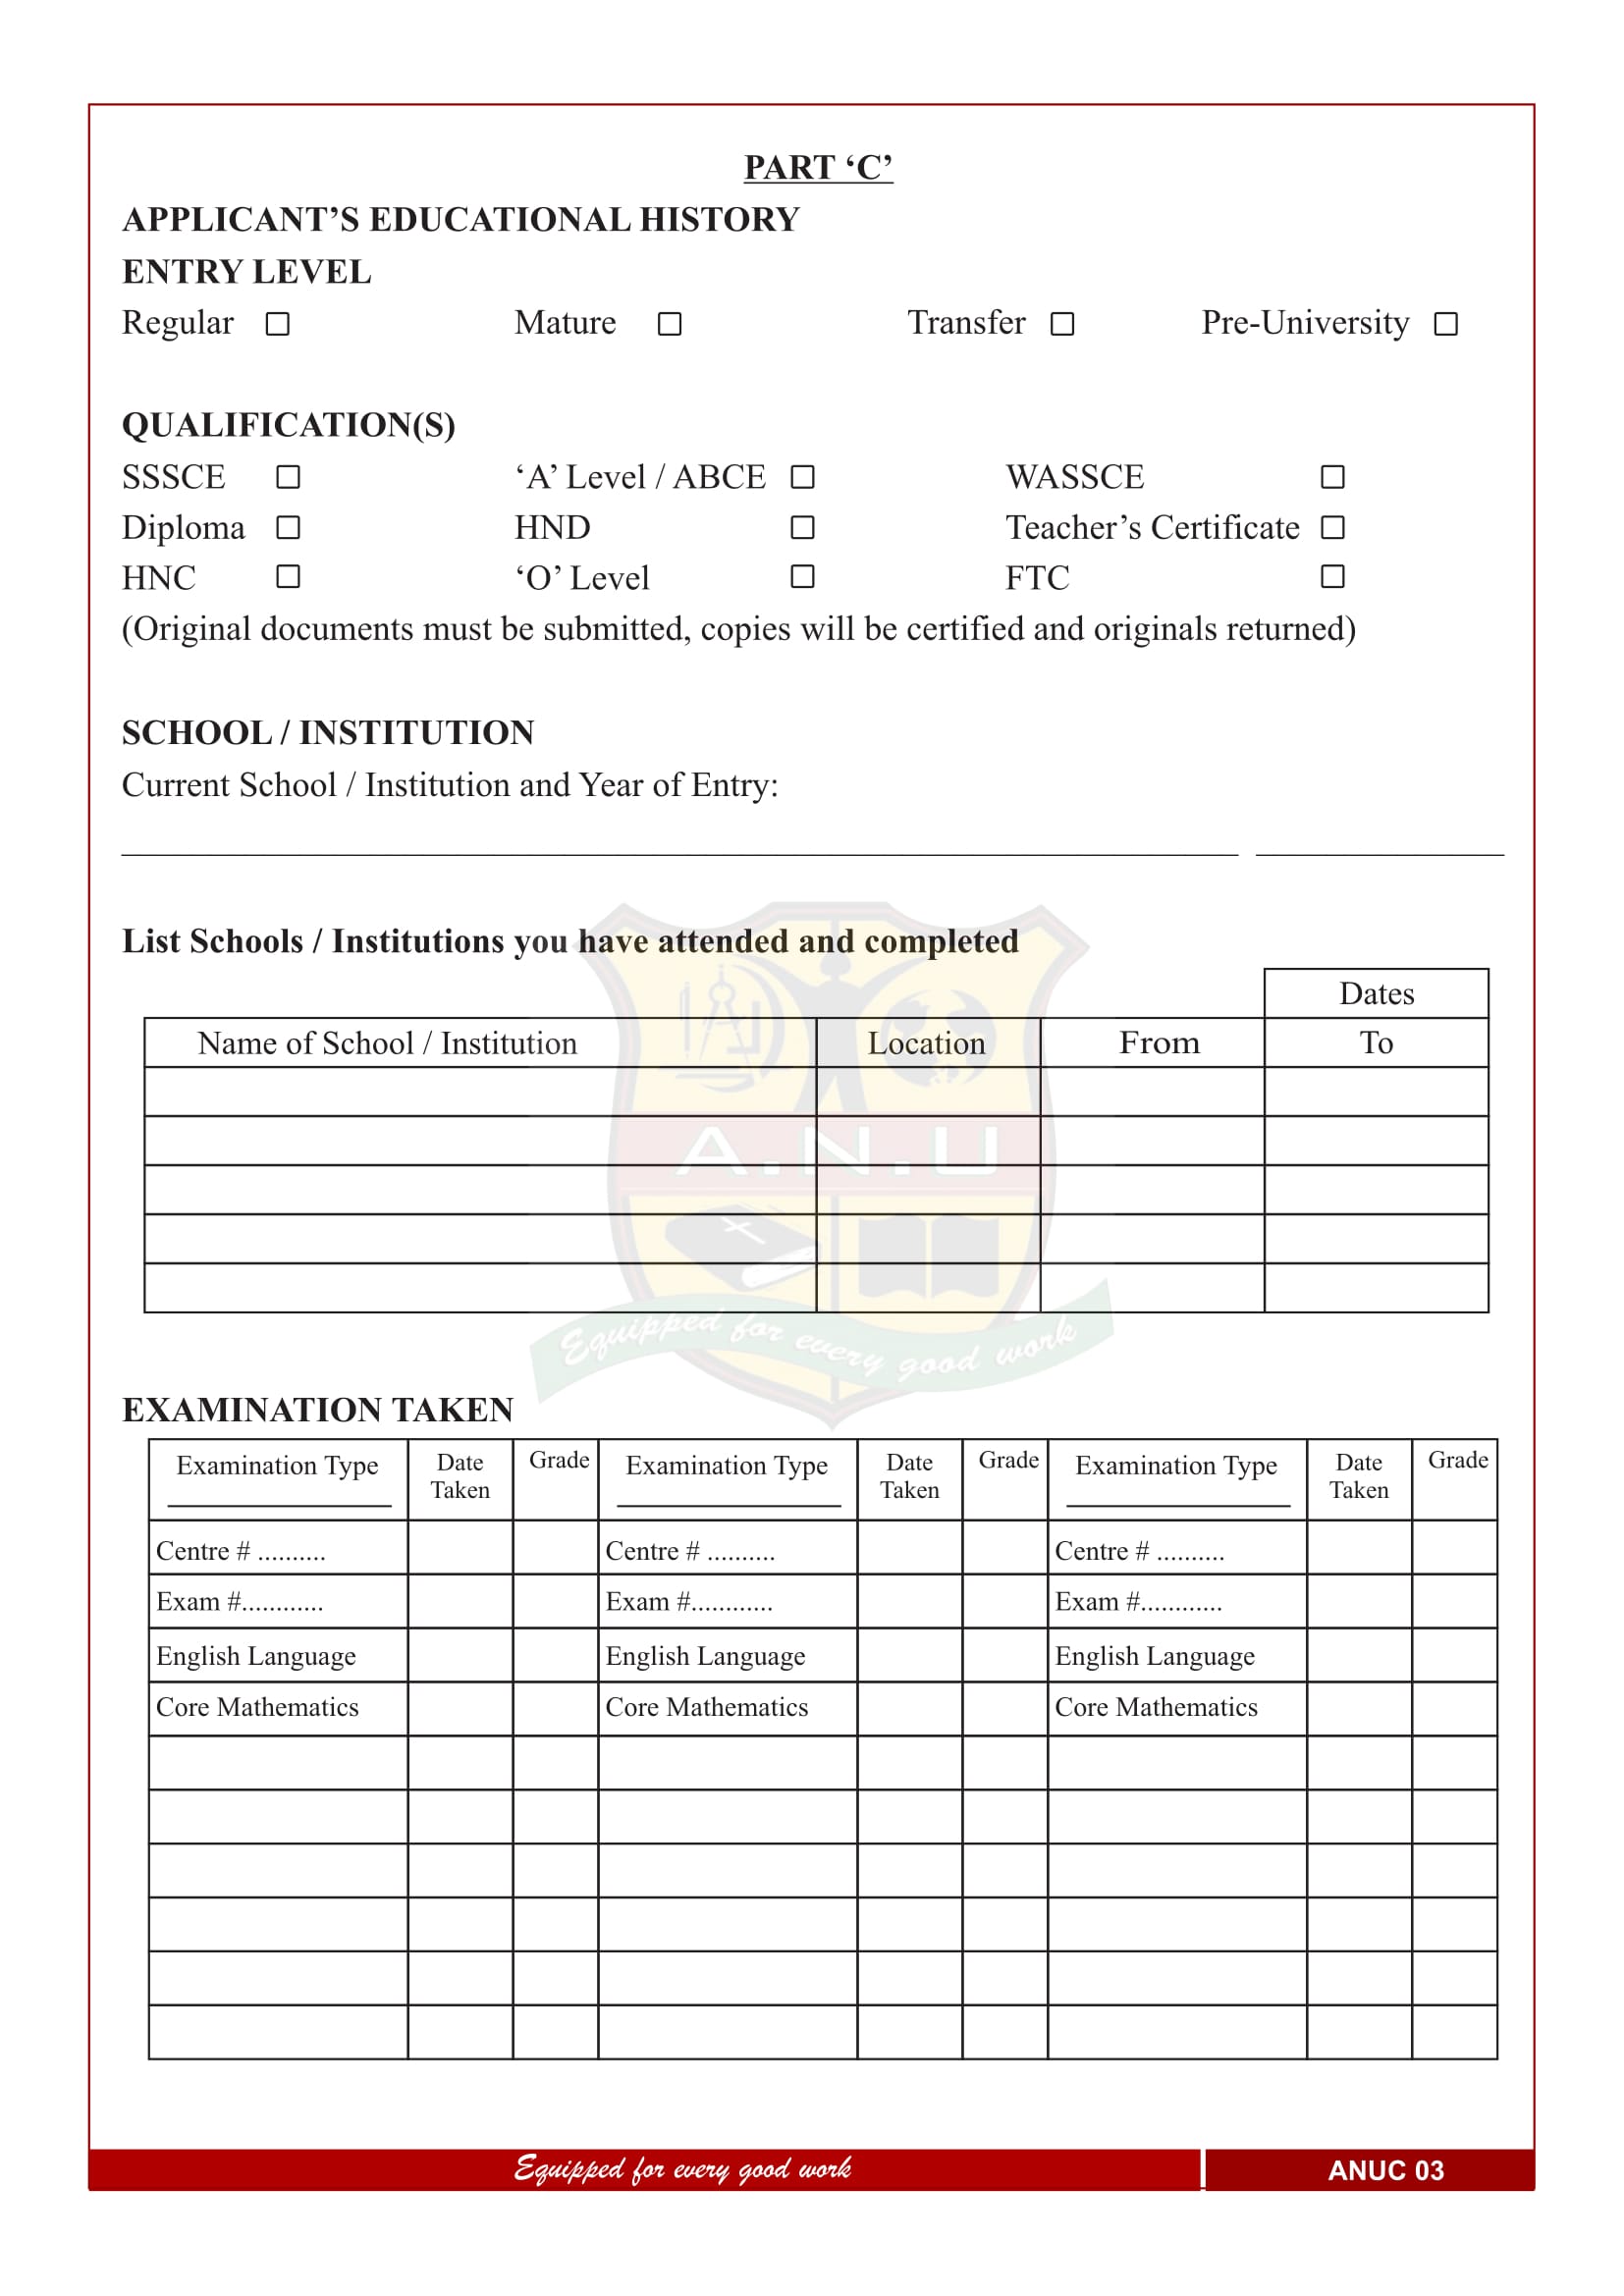 PART ‘C’
APPLICANT’S EDUCATIONAL HISTORY
ENTRY LEVEL
Regular ☐ Mature ☐ Transfer ☐ Pre-University ☐
QUALIFICATION(S)
SSSCE ☐ ‘A’ Level / ABCE ☐ WASSCE ☐
Diploma ☐ HND ☐ Teacher’s Certificate ☐
HNC ☐ ‘O’ Level ☐ FTC ☐
(Original documents must be submitted, copies will be certified and originals returned)
SCHOOL / INSTITUTION
Current School / Institution and Year of Entry:
List Schools / Institutions you have attended and completed
Dates
Name of School / Institution Location From To
A.N.U
Equipped for every good work
EXAMINATION TAKEN
Examination Type Date Taken Grade Examination Type Date Taken Grade Examination Type Date Taken Grade
Centre # .......... Centre # .......... Centre # ..........
Exam #............ Exam #............ Exam #............
English Language English Language English Language
Core Mathematics Core Mathematics Core Mathematics
Equipped for every good work ANUC 03